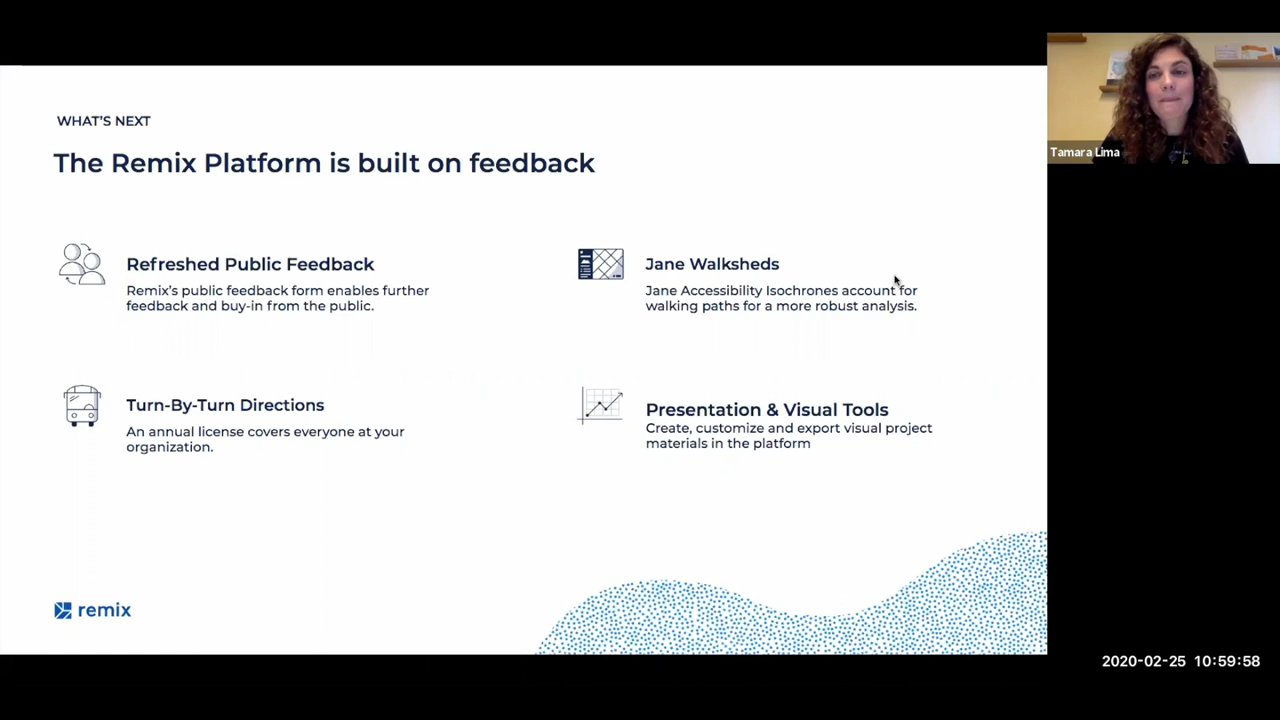 WHAT'S NEXT
The Remix Platform is built on feedback
Refreshed Public Feedback
Remix's public feedback form enables further
feedback and buy-in from the public.
Jane Walksheds
Jane Accessibility Isochrones account for
walking paths for a more robust analysis.
Turn-By-Turn Directions
An annual license covers everyone at your
organization.
Presentation & Visual Tools
Create, customize and export visual project
materials in the platform
remix
Tamara Lima
2020-02-25 10:59:58